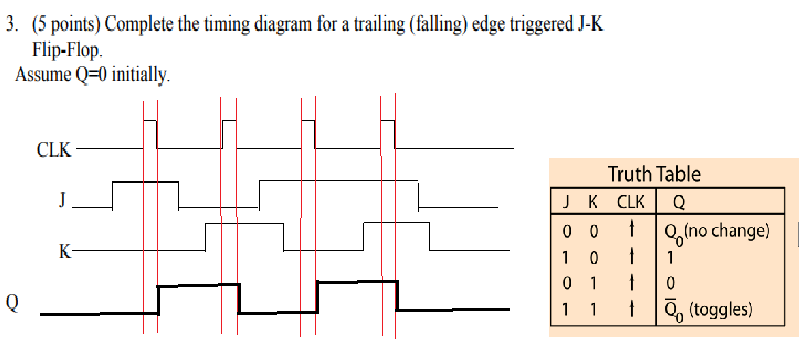 3. (5 points) Complete the timing diagram for a trailing (falling) edge triggered J-K
Flip-Flop.
Assume Q=0 initially.
CLK
J
K
Q
Truth Table
J K CLK Q
0 0 ↑ Q₀(no change)
1 0 ↑ 1
0 1 ↑ 0
1 1 ↑ Q̅₀ (toggles)